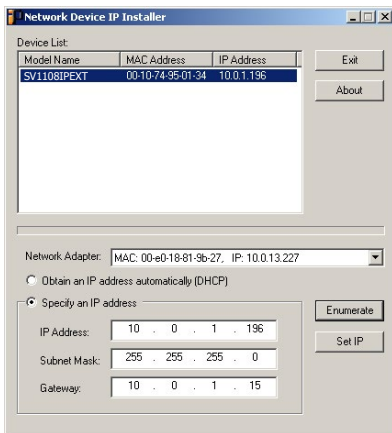 Network Device IP Installer
Device List:
Model Name MAC Address IP Address
SV1108IPEXT 00-10-74-95-01-34 10.0.1.196
Exit
About
Network Adapter: MAC: 00-e0-18-81-9b-27, IP: 10.0.13.227
Obtain an IP address automatically (DHCP)
Specify an IP address
IP Address: 10 . 0 . 1 . 196
Subnet Mask: 255 . 255 . 255 . 0
Gateway: 10 . 0 . 1 . 15
Enumerate
Set IP